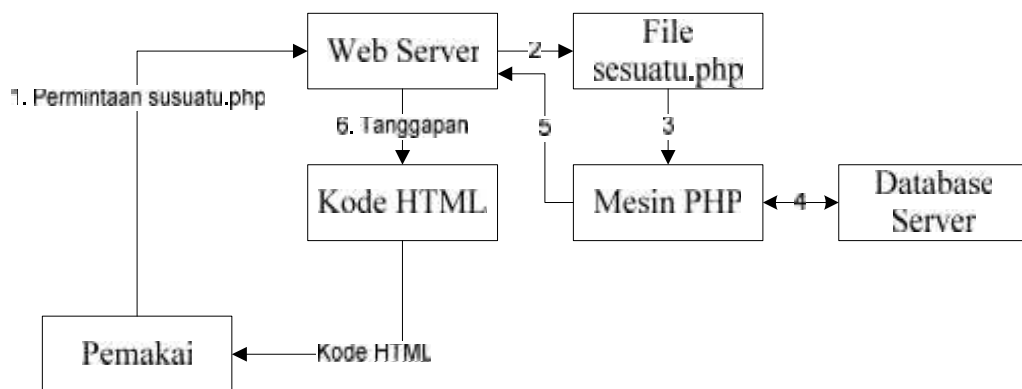 Web Server
2
File
sesuatu.php
1. Permintaan susuatu.php
6. Tanggapan
5
3
Kode HTML
Mesin PHP
4
Database
Server
Pemakai
Kode HTML